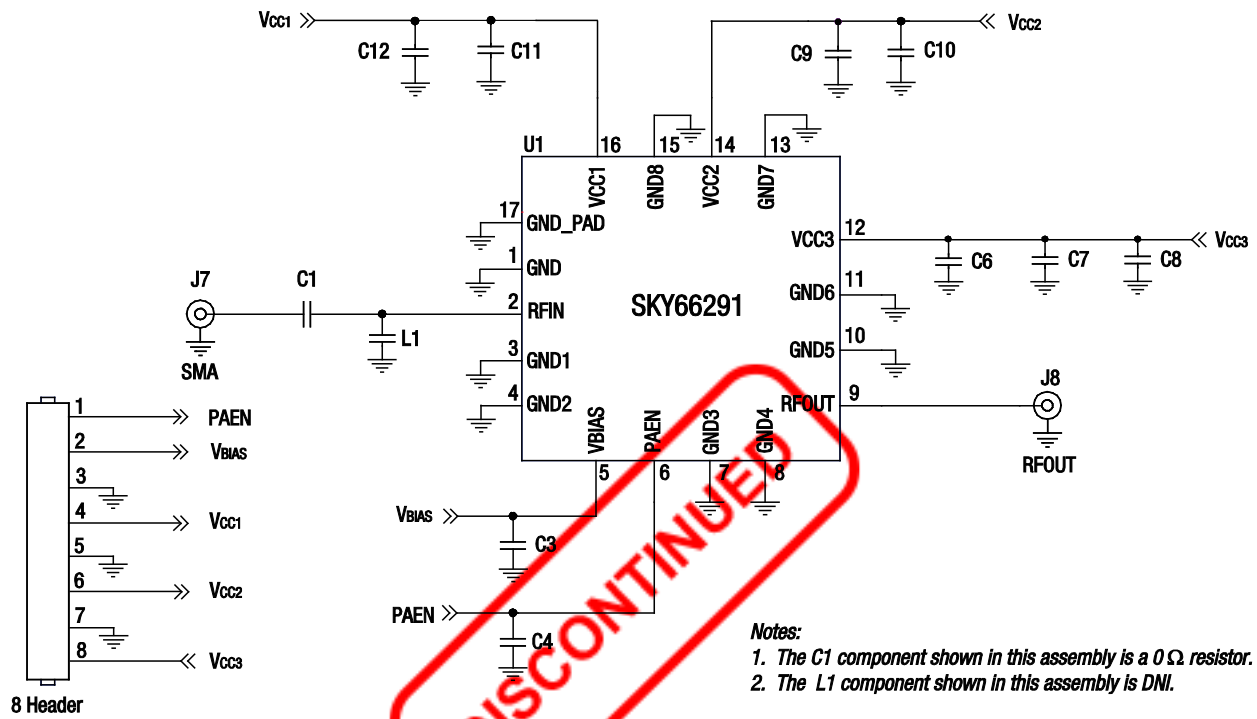 VCC1
VCC2
C12
C11
C9
C10
U1
16
15
14
13
VCC1
GND8
VCC2
GND7
17
GND_PAD
VCC3
12
VCC3
C6
C7
C8
1
GND
J7
C1
2
RFIN
SKY66291
GND6
11
L1
SMA
3
GND1
GND5
10
4
GND2
RFOUT
9
J8
RFOUT
VBIAS
PAEN
GND3
GND4
5
6
7
8
1
PAEN
2
VBIAS
3
4
VCC1
5
6
VCC2
7
8
VCC3
8 Header
VBIAS
C3
PAEN
C4
DISCONTINUED
Notes:
1. The C1 component shown in this assembly is a 0 Ω resistor.
2. The L1 component shown in this assembly is DNI.